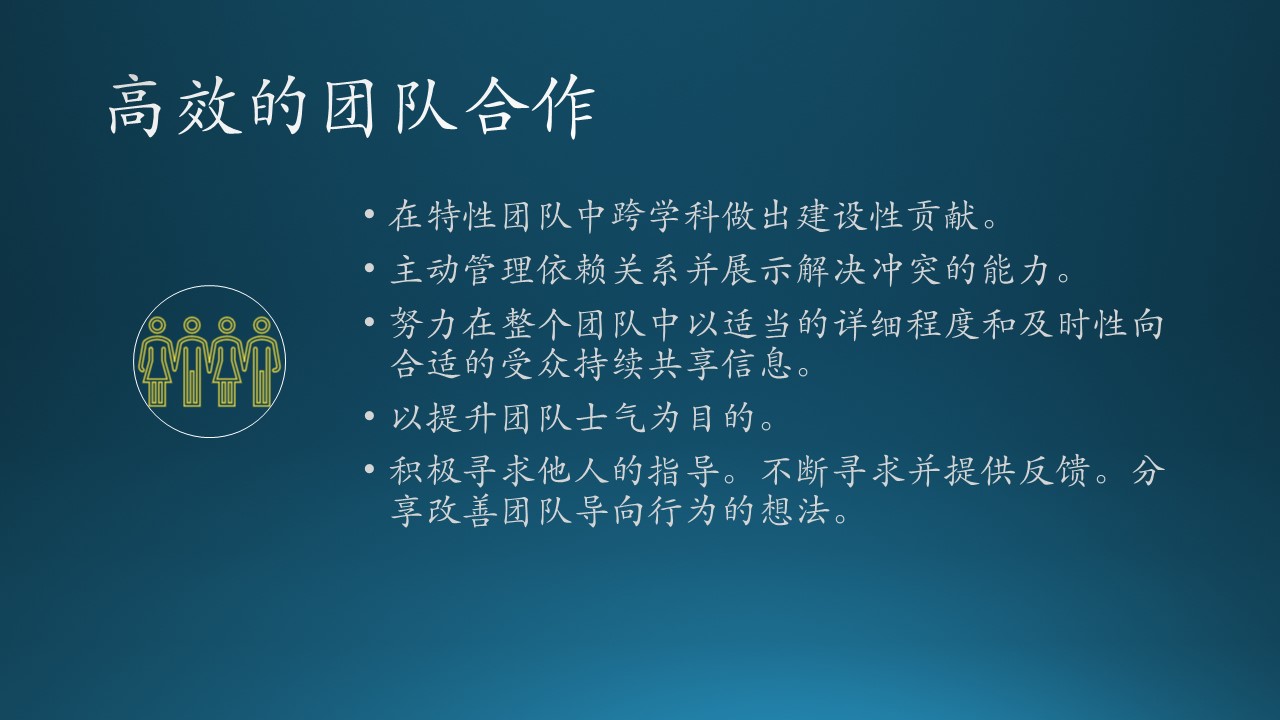 高效的团队合作
• 在特性团队中跨学科做出建设性贡献。
• 主动管理依赖关系并展示解决冲突的能力。
• 努力在整个团队中以适当的详细程度和及时性向
合适的受众持续共享信息。
• 以提升团队士气为目的。
• 积极寻求他人的指导。不断寻求并提供反馈。分
享改善团队导向行为的想法。